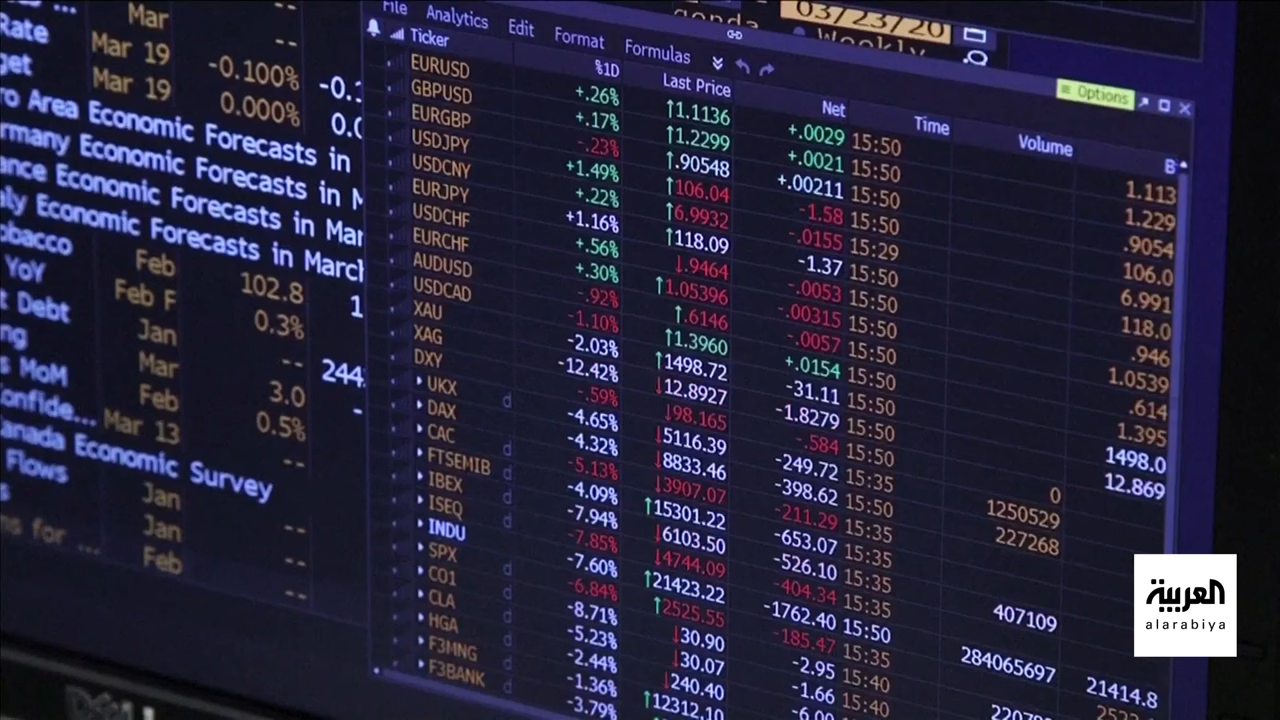 Mar --
Rate Mar 19 --
Mar 19 -0.100%
0.000%
Area Economic Forecasts in
Economic Forecasts in
Economic Forecasts in Mar
Economic Forecasts in March
Feb
YoY Feb F 102.8
Debt Jan 0.3%
Mar --
MoM Feb 3.0
Mar 13 0.5%
Canada Economic Survey --
Flows Jan
Jan --
for ... Feb --
--
03/23/20
Weekly
File Analytics Edit Format Formulas
Options
Ticker %1D Last Price Net Time Volume
EURUSD +.26% ↑1.1136 +.0029 15:50 1.113
GBPUSD +.17% ↑1.2299 +.0021 15:50 1.229
EURGBP -.23% ↑.90548 +.00211 15:50 .9054
USDJPY +1.49% ↑106.04 -1.58 15:50 106.0
USDCNY +.22% ↑6.9932 -.0155 15:29 6.991
EURJPY +1.16% ↑118.09 -1.37 15:50 118.0
USDCHF +.56% ↓.9464 -.0053 15:50 .946
EURCHF +.30% ↑1.05396 -.00315 15:50 1.0539
AUDUSD -.92% ↑.6146 -.0057 15:50 .614
USDCAD -1.10% ↑1.3960 +.0154 15:50 1.395
XAU -2.03% ↑1498.72 -31.11 15:50 1498.0
XAG -12.42% ↓12.8927 -1.8279 15:50 12.869
DXY -.59% ↓98.165 -.584 15:50 0
UKX d -4.65% ↓5116.39 -249.72 15:35 1250529
DAX d -4.32% ↓8833.46 -398.62 15:35 227268
CAC d -5.13% ↓3907.07 -211.29 15:35
FTSEMIB d -4.09% ↑15301.22 -653.07 15:35
IBEX d -7.94% ↓6103.50 -526.10 15:35 407109
ISEQ d -7.85% ↓4744.09 -404.34 15:35
INDU d -7.60% ↑21423.22 -1762.40 15:50 284065697 21414.8
SPX d -6.84% ↑2525.55 -185.47 15:35
CO1 d -8.71% ↓30.90 -2.95 15:40
CLA d -5.23% ↓30.07 -1.66 15:40
HGA d -2.44% ↓240.40 -6.00
F3MNG d -1.36% ↑12312.10
F3BANK d -3.79%
العربية
alarabiya